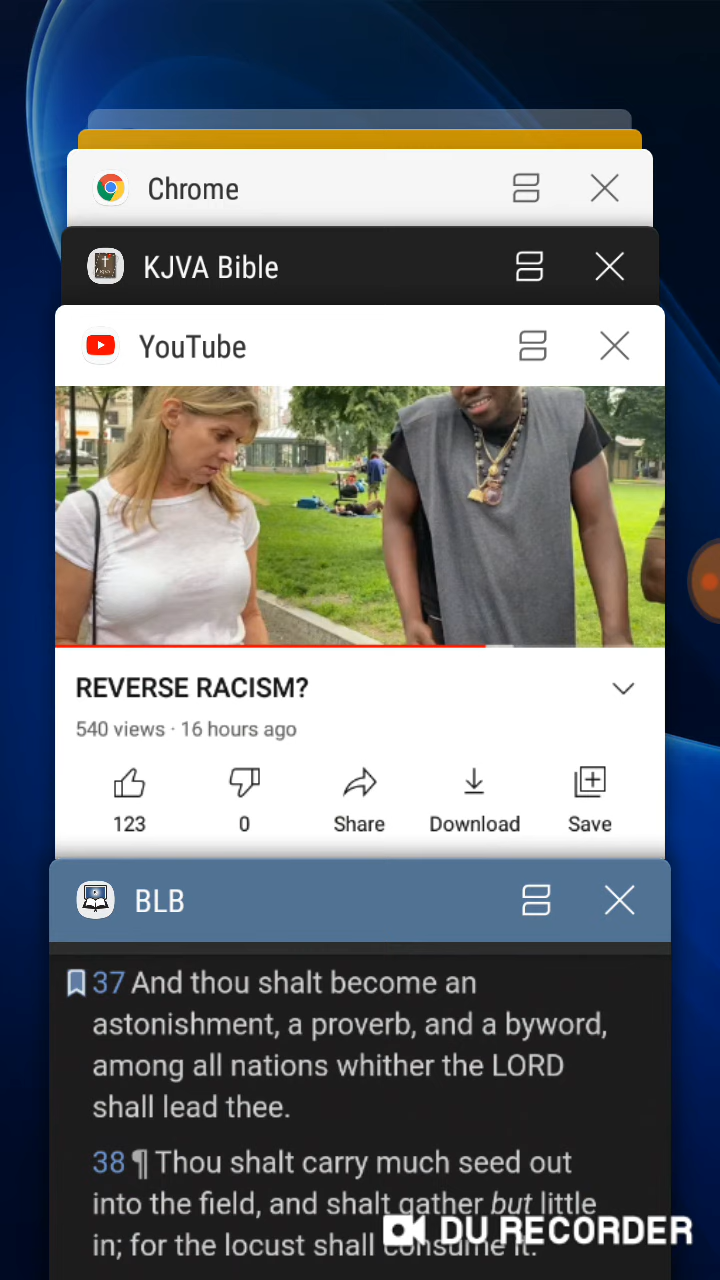 Chrome
KJVA Bible
YouTube
REVERSE RACISM?
540 views · 16 hours ago
123
0
Share
Download
Save
BLB
37 And thou shalt become an
astonishment, a proverb, and a byword,
among all nations whither the LORD
shall lead thee.
38 ¶ Thou shalt carry much seed out
into the field, and shalt gather but little
in; for the locust shall consume it.
DU RECORDER